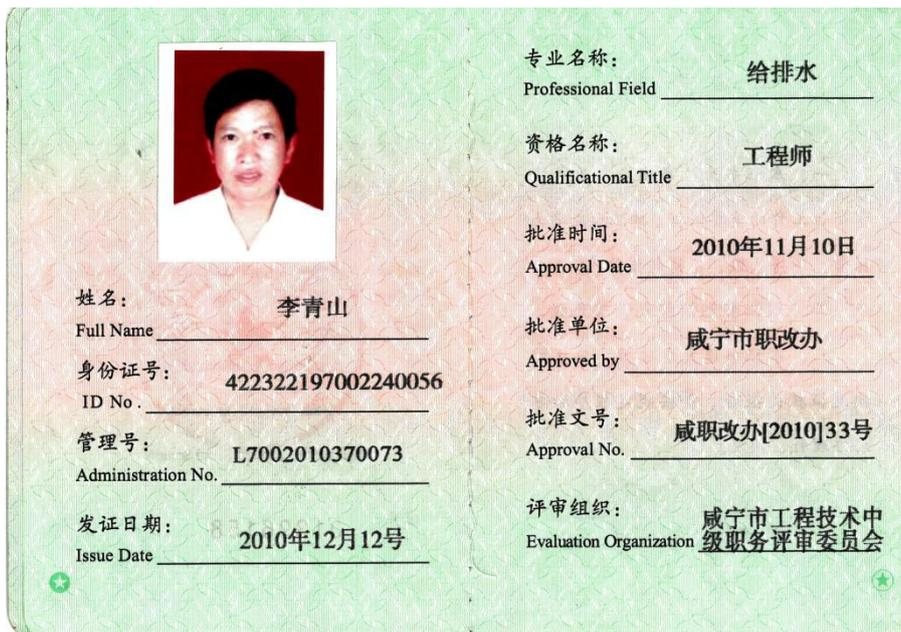 姓名：
Full Name 李青山
身份证号：
ID No . 422322197002240056
管理号：
Administration No. L7002010370073
发证日期：
Issue Date 2010年12月12号
专业名称：
Professional Field 给排水
资格名称：
Qualificational Title 工程师
批准时间：
Approval Date 2010年11月10日
批准单位：
Approved by 咸宁市职改办
批准文号：
Approval No. 咸职改办[2010]33号
评审组织：
咸宁市工程技术中
Evaluation Organization 级职务评审委员会